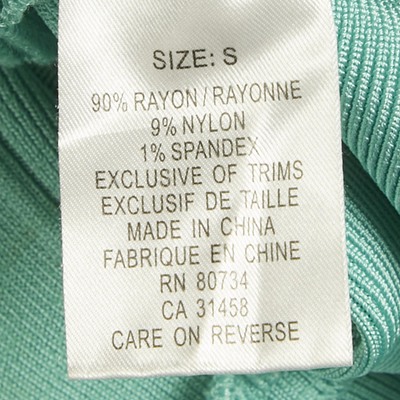 SIZE: S
90% RAYON/RAYONNE
9% NYLON
1% SPANDEX
EXCLUSIVE OF TRIMS
EXCLUSIF DE TAILLE
MADE IN CHINA
FABRIQUE EN CHINE
RN 80734
CA 31458
CARE ON REVERSE